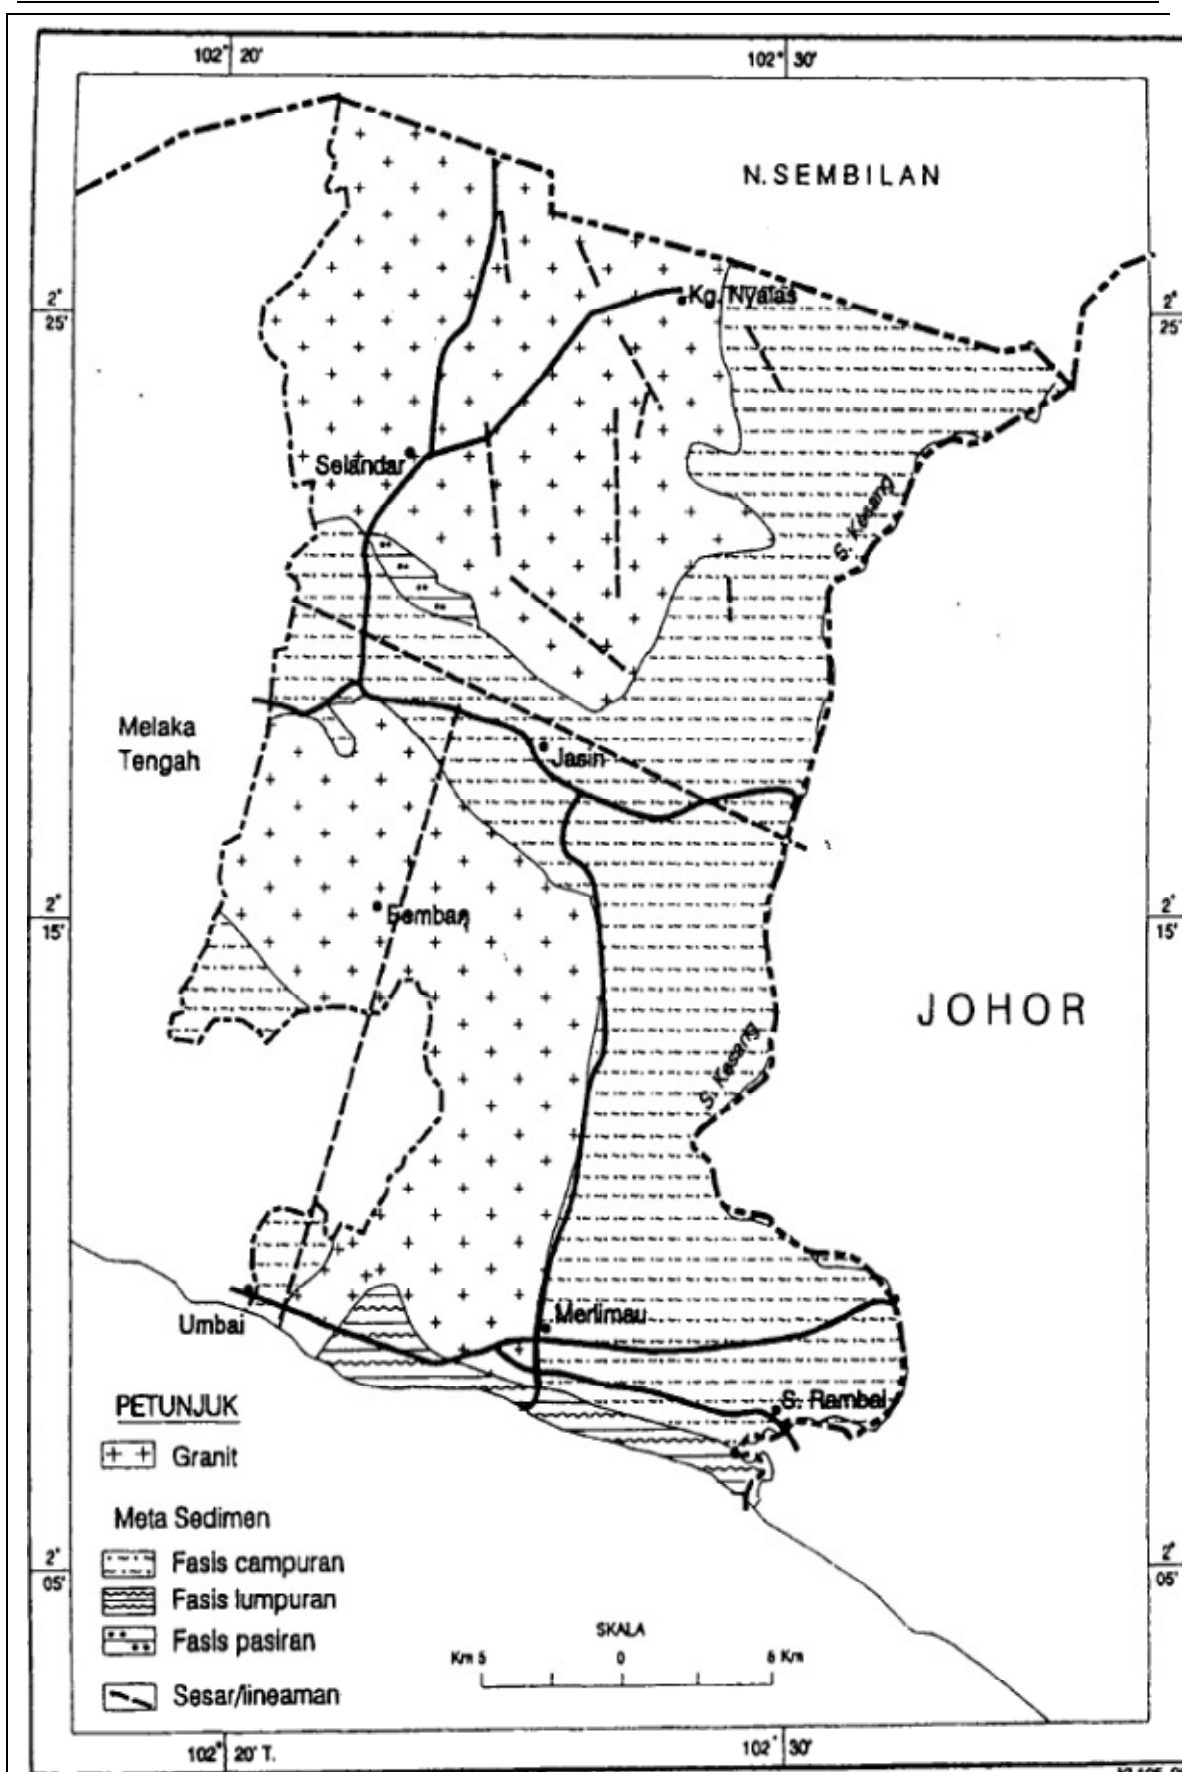 102° 20'
102° 30'
N. SEMBILAN
2°
25'
2°
25'
Kg. Nyalas
Selandar
S. Kesang
Melaka
Tengah
Jasin
2°
15'
2°
15'
Bemban
JOHOR
S. Kesang
Umbai
Merlimau
S. Rambai
PETUNJUK
Granit
Meta Sedimen
Fasis campuran
Fasis lumpuran
Fasis pasiran
Sesar/lineaman
2°
05'
2°
05'
SKALA
Km 5 0 5 Km
102° 20' T.
102° 30'